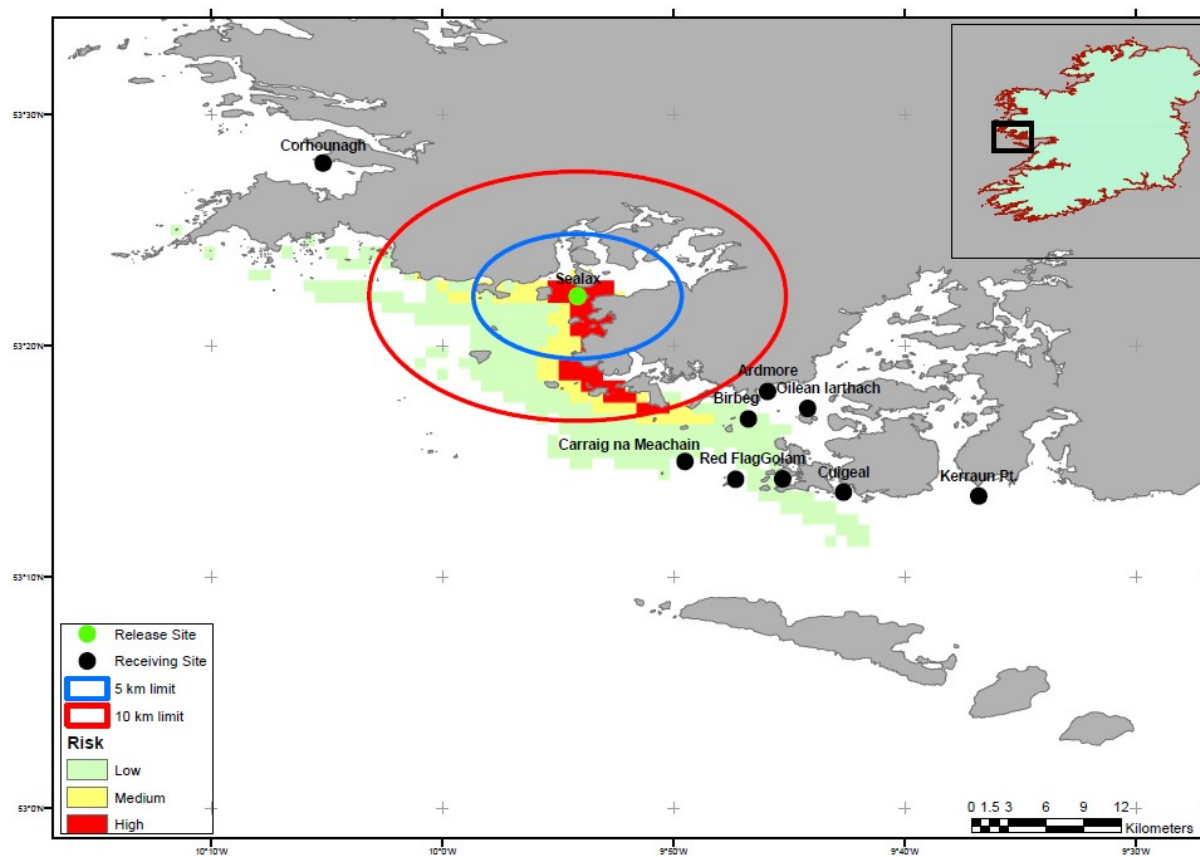 53°30'N
Corhounagh
Sealax
53°20'N
Ardmore
Oilean Iarthach
Birbeg
Carraig na Meachain
Red Flag
Golam
Cuigeal
Kerraun Pt.
53°10'N
Release Site
Receiving Site
5 km limit
10 km limit
Risk
Low
Medium
High
53°0'N
0 1.5 3 6 9 12
Kilometers
10°10'W 10°0'W 9°50'W 9°40'W 9°30'W